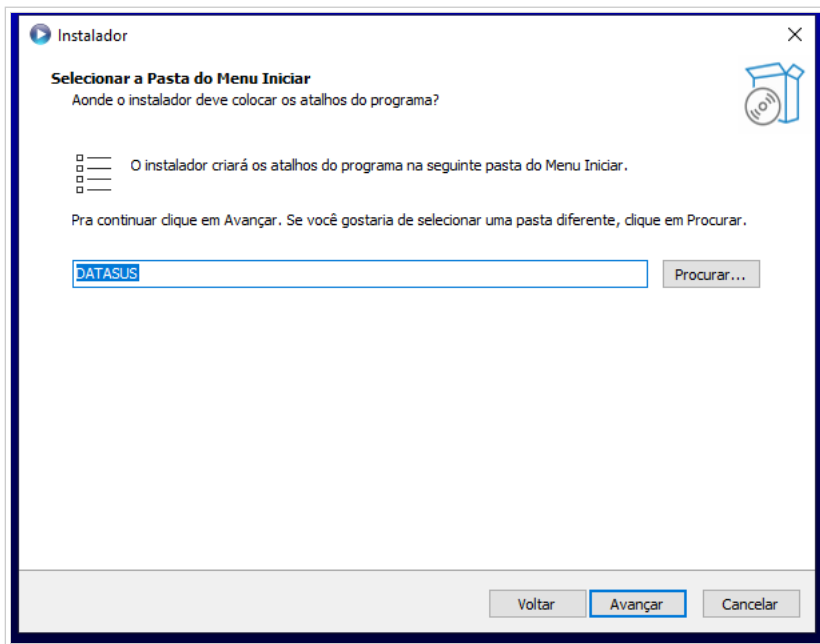 Instalador
Selecionar a Pasta do Menu Iniciar
Aonde o instalador deve colocar os atalhos do programa?
O instalador criará os atalhos do programa na seguinte pasta do Menu Iniciar.
Pra continuar clique em Avançar. Se você gostaria de selecionar uma pasta diferente, clique em Procurar.
DATASUS
Procurar...
Voltar
Avançar
Cancelar